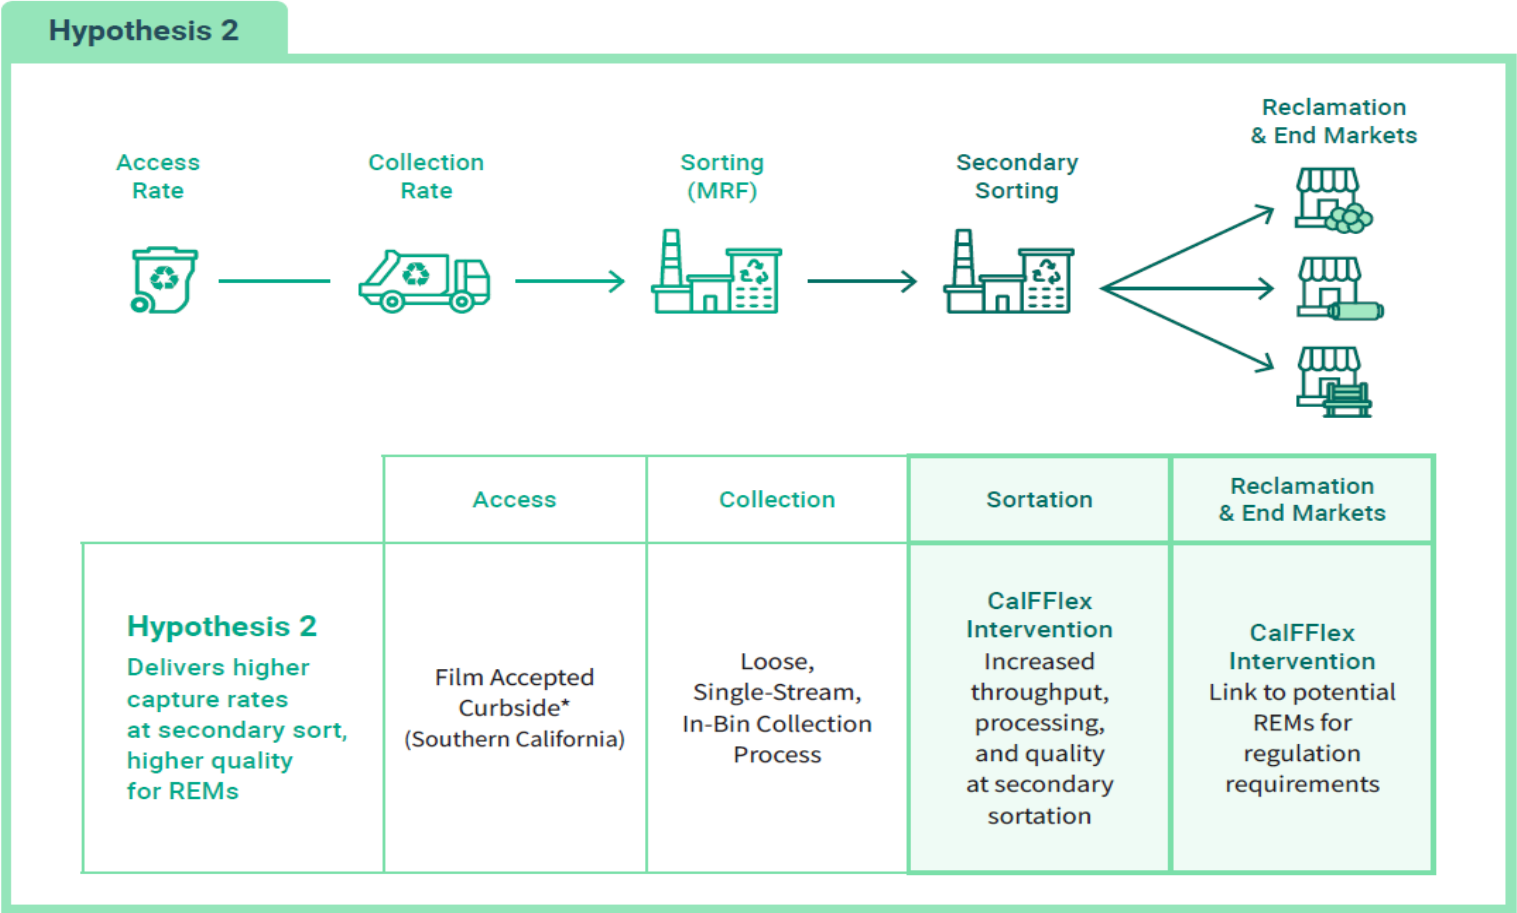 Hypothesis 2
Access
Rate
Collection
Rate
Sorting
(MRF)
Secondary
Sorting
Reclamation
& End Markets
Access
Collection
Sortation
Reclamation
& End Markets
Hypothesis 2
Delivers higher
capture rates
at secondary sort,
higher quality
for REMs
Film Accepted
Curbside*
(Southern California)
Loose,
Single-Stream,
In-Bin Collection
Process
CalFFlex
Intervention
Increased
throughput,
processing,
and quality
at secondary
sortation
CalFFlex
Intervention
Link to potential
REMs for
regulation
requirements